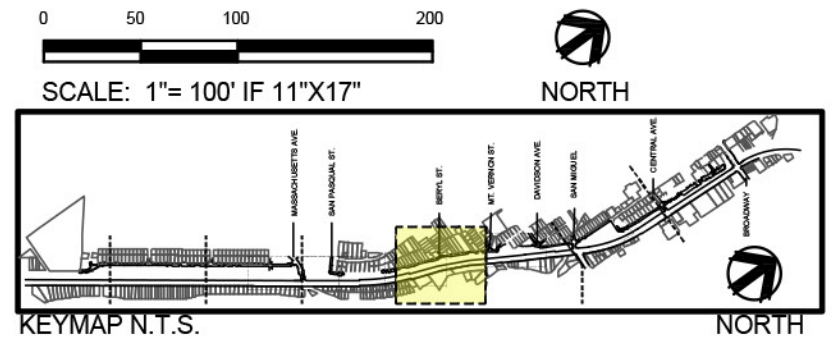 0 50 100 200
SCALE: 1"= 100' IF 11"X17"
NORTH
MASSACHUSETTS AVE.
SAN PASQUAL ST.
BERYL ST.
MT. VERNON ST.
DAVIDSON AVE.
SAN MIGUEL
CENTRAL AVE.
BROADWAY
KEYMAP N.T.S.
NORTH